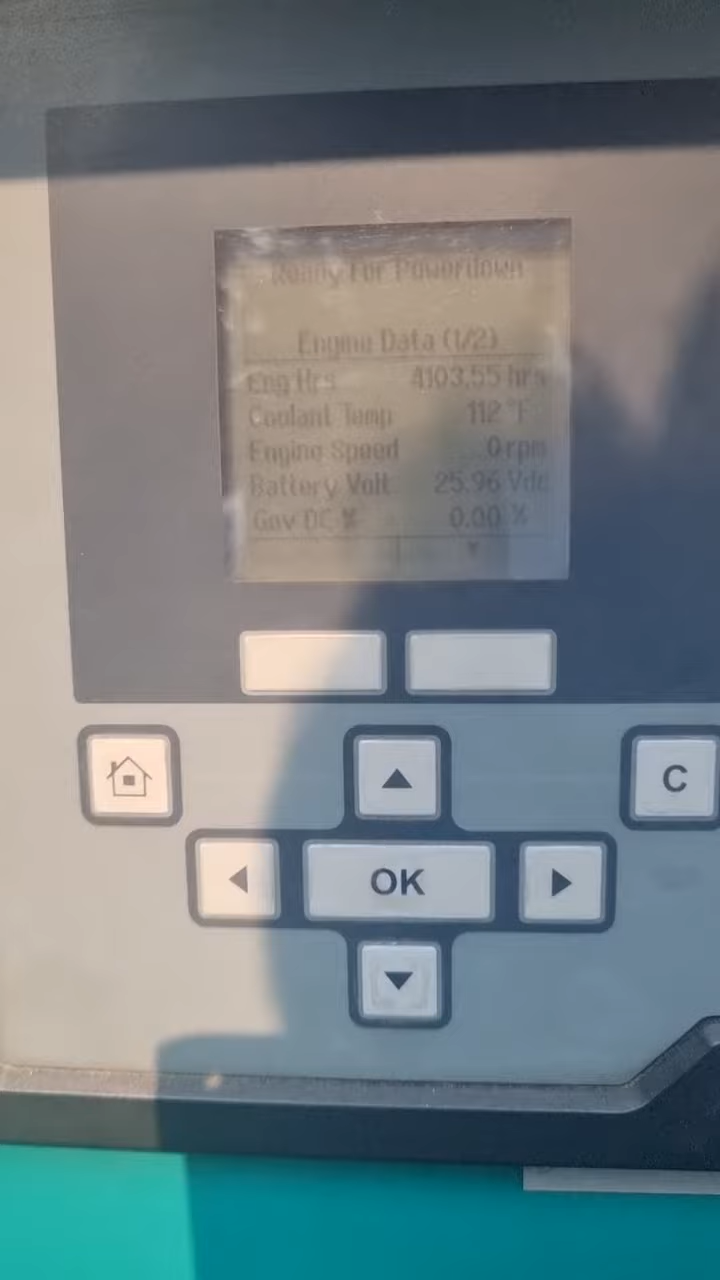 Ready For Powerdown
Engine Data (1/2)
Eng Hrs 4103.55 hrs
Coolant Temp 112 °F
Engine Speed 0 rpm
Battery Volt 25.96 Vdc
Gov DC % 0.00 %
C
OK